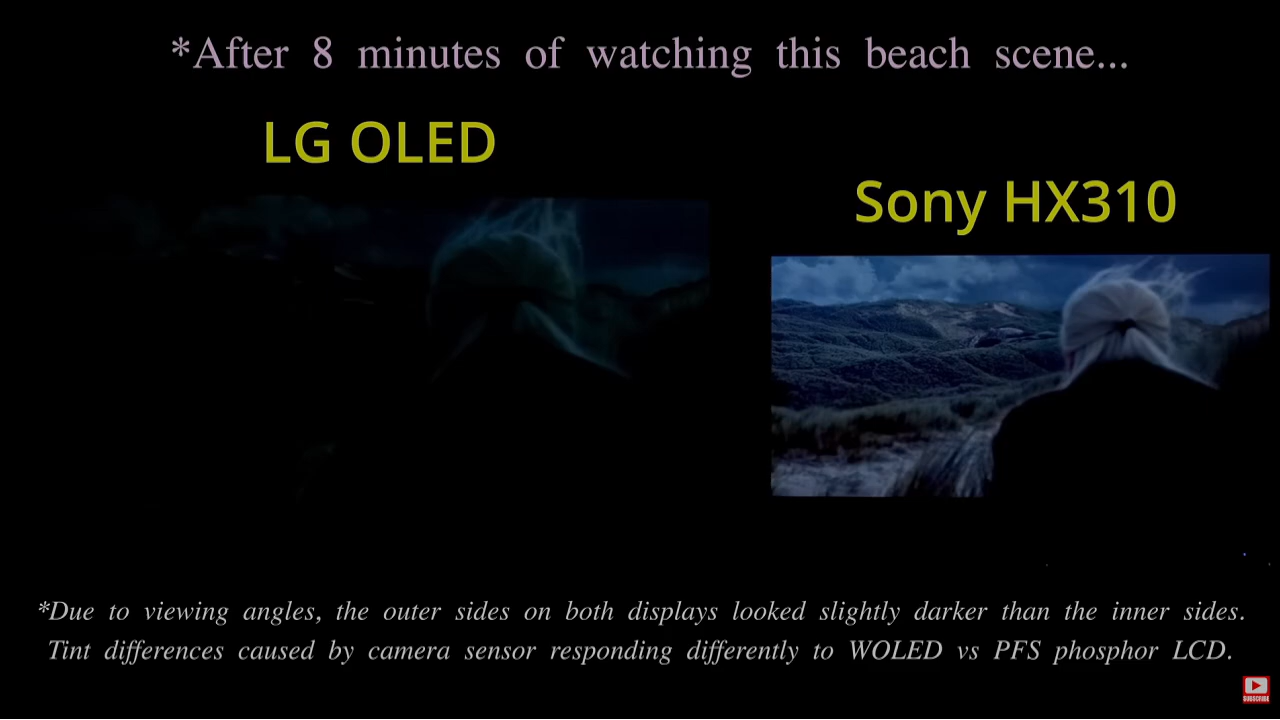 *After 8 minutes of watching this beach scene...
LG OLED
Sony HX310
*Due to viewing angles, the outer sides on both displays looked slightly darker than the inner sides.
Tint differences caused by camera sensor responding differently to WOLED vs PFS phosphor LCD.
SUBSCRIBE